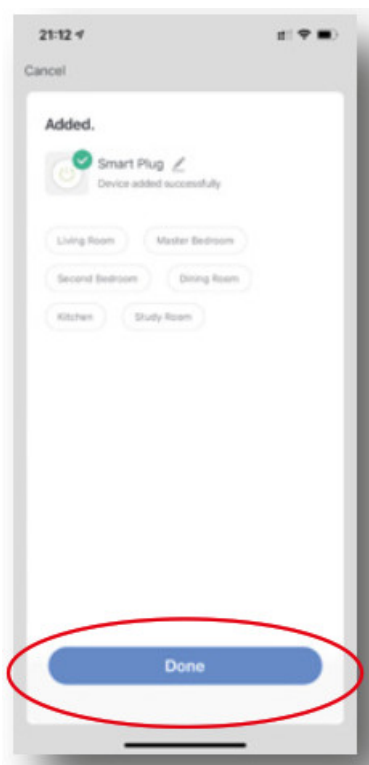 21:12
Cancel
Added.
Smart Plug
Device added successfully
Living Room Master Bedroom
Second Bedroom Dining Room
Kitchen Study Room
Done